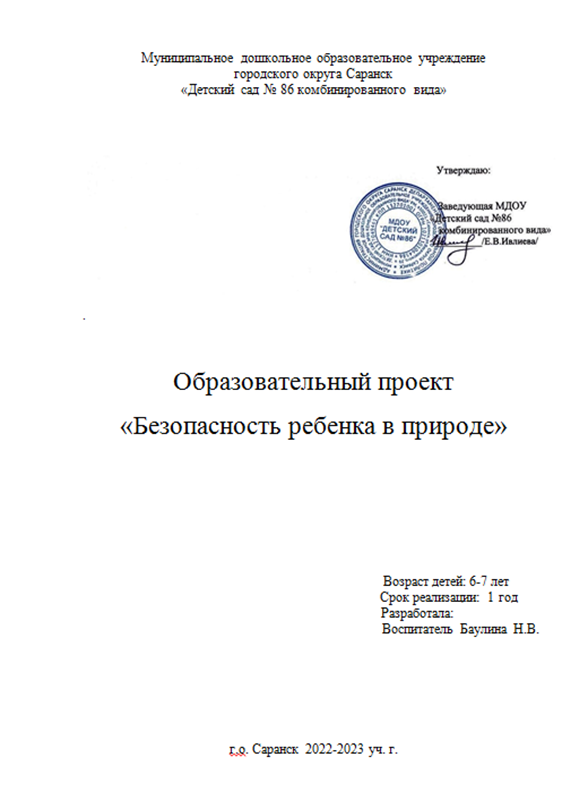 Муниципальное дошкольное образовательное учреждение
городского округа Саранск
«Детский сад № 86 комбинированного вида»
Утверждаю:
Заведующая МДОУ
«Детский сад №86
комбинированного вида»
/Е.В.Ивлиева/
МДОУ
"ДЕТСКИЙ
САД №86"
Образовательный проект
«Безопасность ребенка в природе»
Возраст детей: 6-7 лет
Срок реализации: 1 год
Разработала:
Воспитатель Баулина Н.В.
г.о. Саранск 2022-2023 уч. г.